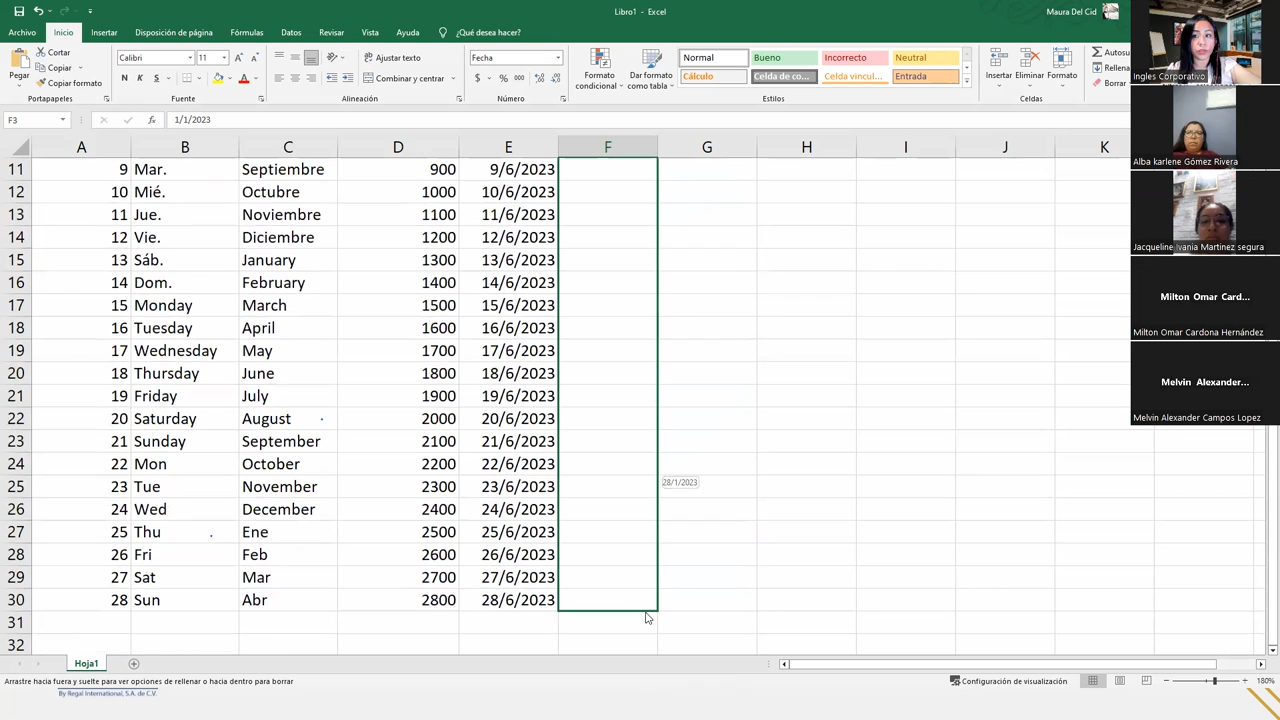 Libro1 - Excel
Maura Del Cid
Archivo Inicio Insertar Disposición de página Fórmulas Datos Revisar Vista Ayuda ¿Qué desea hacer?
Pegar
Cortar
Copiar
Copiar formato
Portapapeles
Calibri 11
N K S
Fuente
Ajustar texto
Combinar y centrar
Alineación
Fecha
$ % 000
Número
Formato condicional
Dar formato como tabla
Normal Bueno Incorrecto Neutral
Cálculo Celda de co... Celda vincul... Entrada
Estilos
Insertar Eliminar Formato
Celdas
Autosu
Rellena
Borrar
F3 fx 1/1/2023
A B C D E F G H I J K
11 9 Mar. Septiembre 900 9/6/2023
12 10 Mié. Octubre 1000 10/6/2023
13 11 Jue. Noviembre 1100 11/6/2023
14 12 Vie. Diciembre 1200 12/6/2023
15 13 Sáb. January 1300 13/6/2023
16 14 Dom. February 1400 14/6/2023
17 15 Monday March 1500 15/6/2023
18 16 Tuesday April 1600 16/6/2023
19 17 Wednesday May 1700 17/6/2023
20 18 Thursday June 1800 18/6/2023
21 19 Friday July 1900 19/6/2023
22 20 Saturday August 2000 20/6/2023
23 21 Sunday September 2100 21/6/2023
24 22 Mon October 2200 22/6/2023
25 23 Tue November 2300 23/6/2023
26 24 Wed December 2400 24/6/2023
27 25 Thu Ene 2500 25/6/2023
28 26 Fri Feb 2600 26/6/2023
29 27 Sat Mar 2700 27/6/2023
30 28 Sun Abr 2800 28/6/2023
31
32
28/1/2023
Hoja1
Arrastre hacia fuera y suelte para ver opciones de rellenar o hacia dentro para borrar
Configuración de visualización
180%
By Regal International, S.A. de C.V.
Ingles Corporativo
Alba karlene Gómez Rivera
Jacqueline Ivania Martinez segura
Milton Omar Card...
Milton Omar Cardona Hernández
Melvin Alexander...
Melvin Alexander Campos Lopez